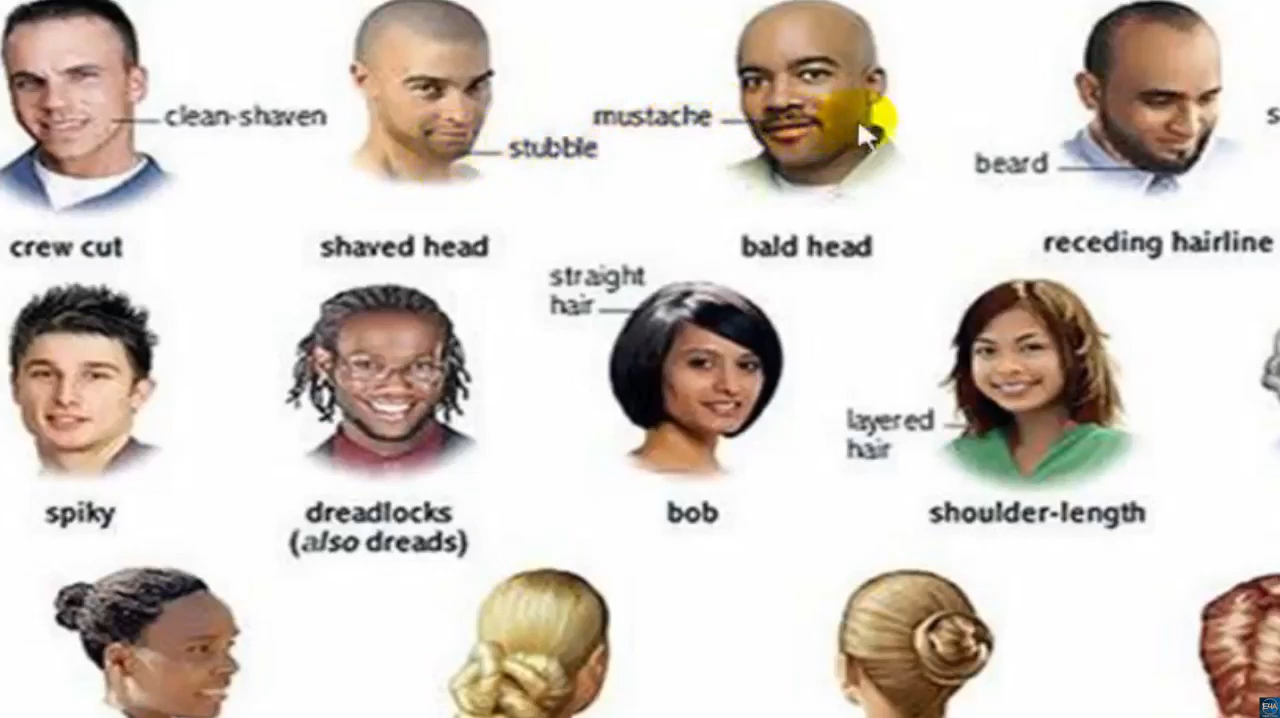 clean-shaven
stubble
mustache
beard
crew cut
shaved head
bald head
receding hairline
straight
hair
layered
hair
spiky
dreadlocks
(also dreads)
bob
shoulder-length